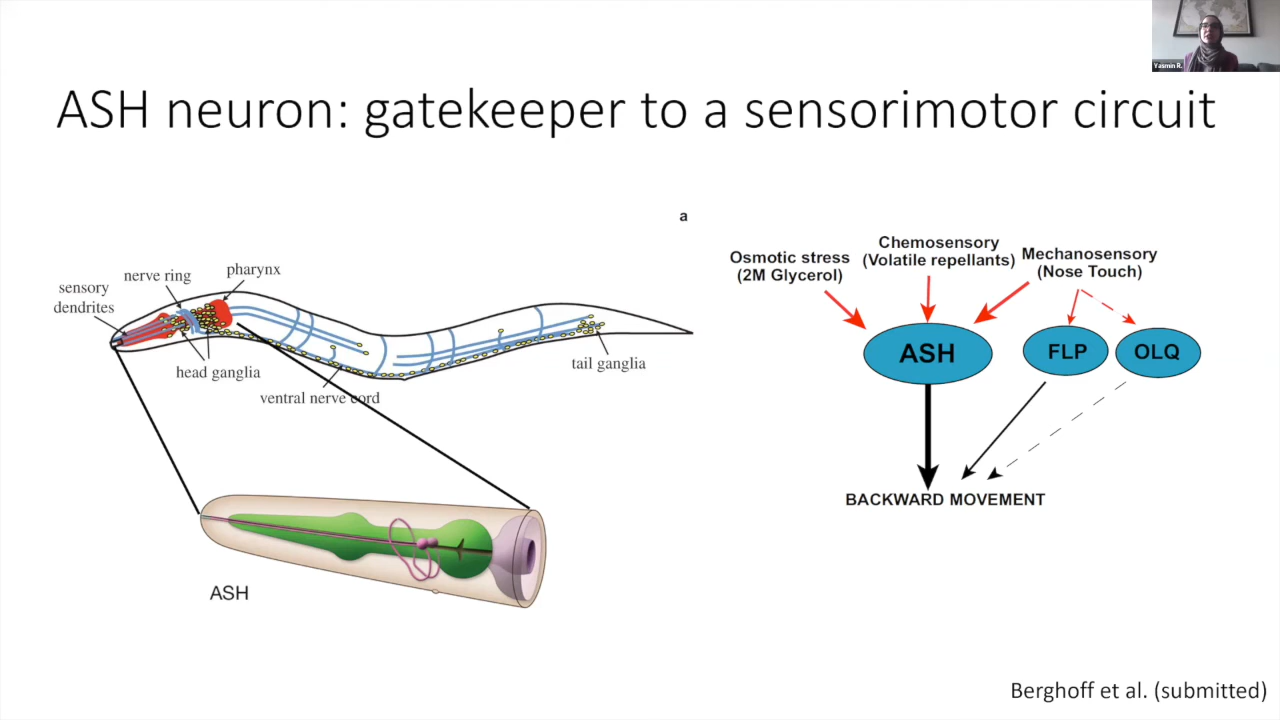 Yasmin R.
ASH neuron: gatekeeper to a sensorimotor circuit
a
nerve ring
pharynx
sensory
dendrites
head ganglia
ventral nerve cord
tail ganglia
ASH
Osmotic stress
(2M Glycerol)
Chemosensory
(Volatile repellants)
Mechanosensory
(Nose Touch)
ASH
FLP
OLQ
BACKWARD MOVEMENT
Berghoff et al. (submitted)